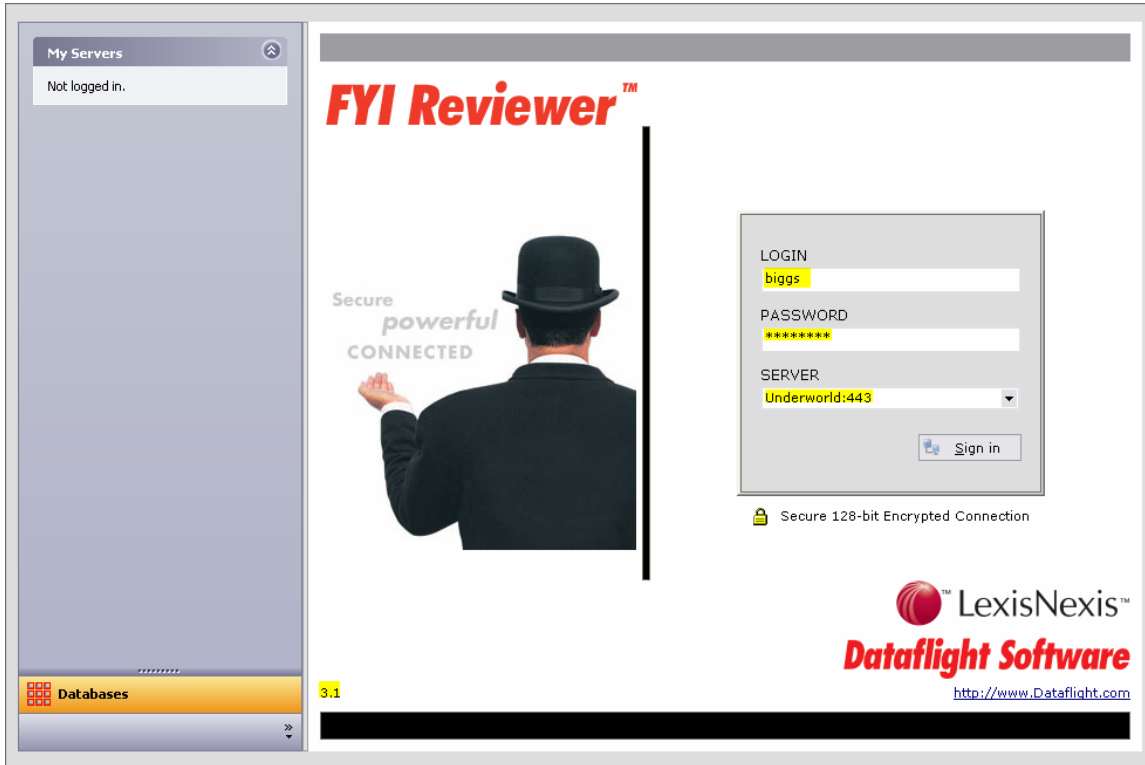 My Servers
Not logged in.
FYI Reviewer™
Secure
powerful
CONNECTED
LOGIN
biggs
PASSWORD
********
SERVER
Underworld:443
Sign in
Secure 128-bit Encrypted Connection
™ LexisNexis™
Dataflight Software
Databases
3.1
http://www.Dataflight.com